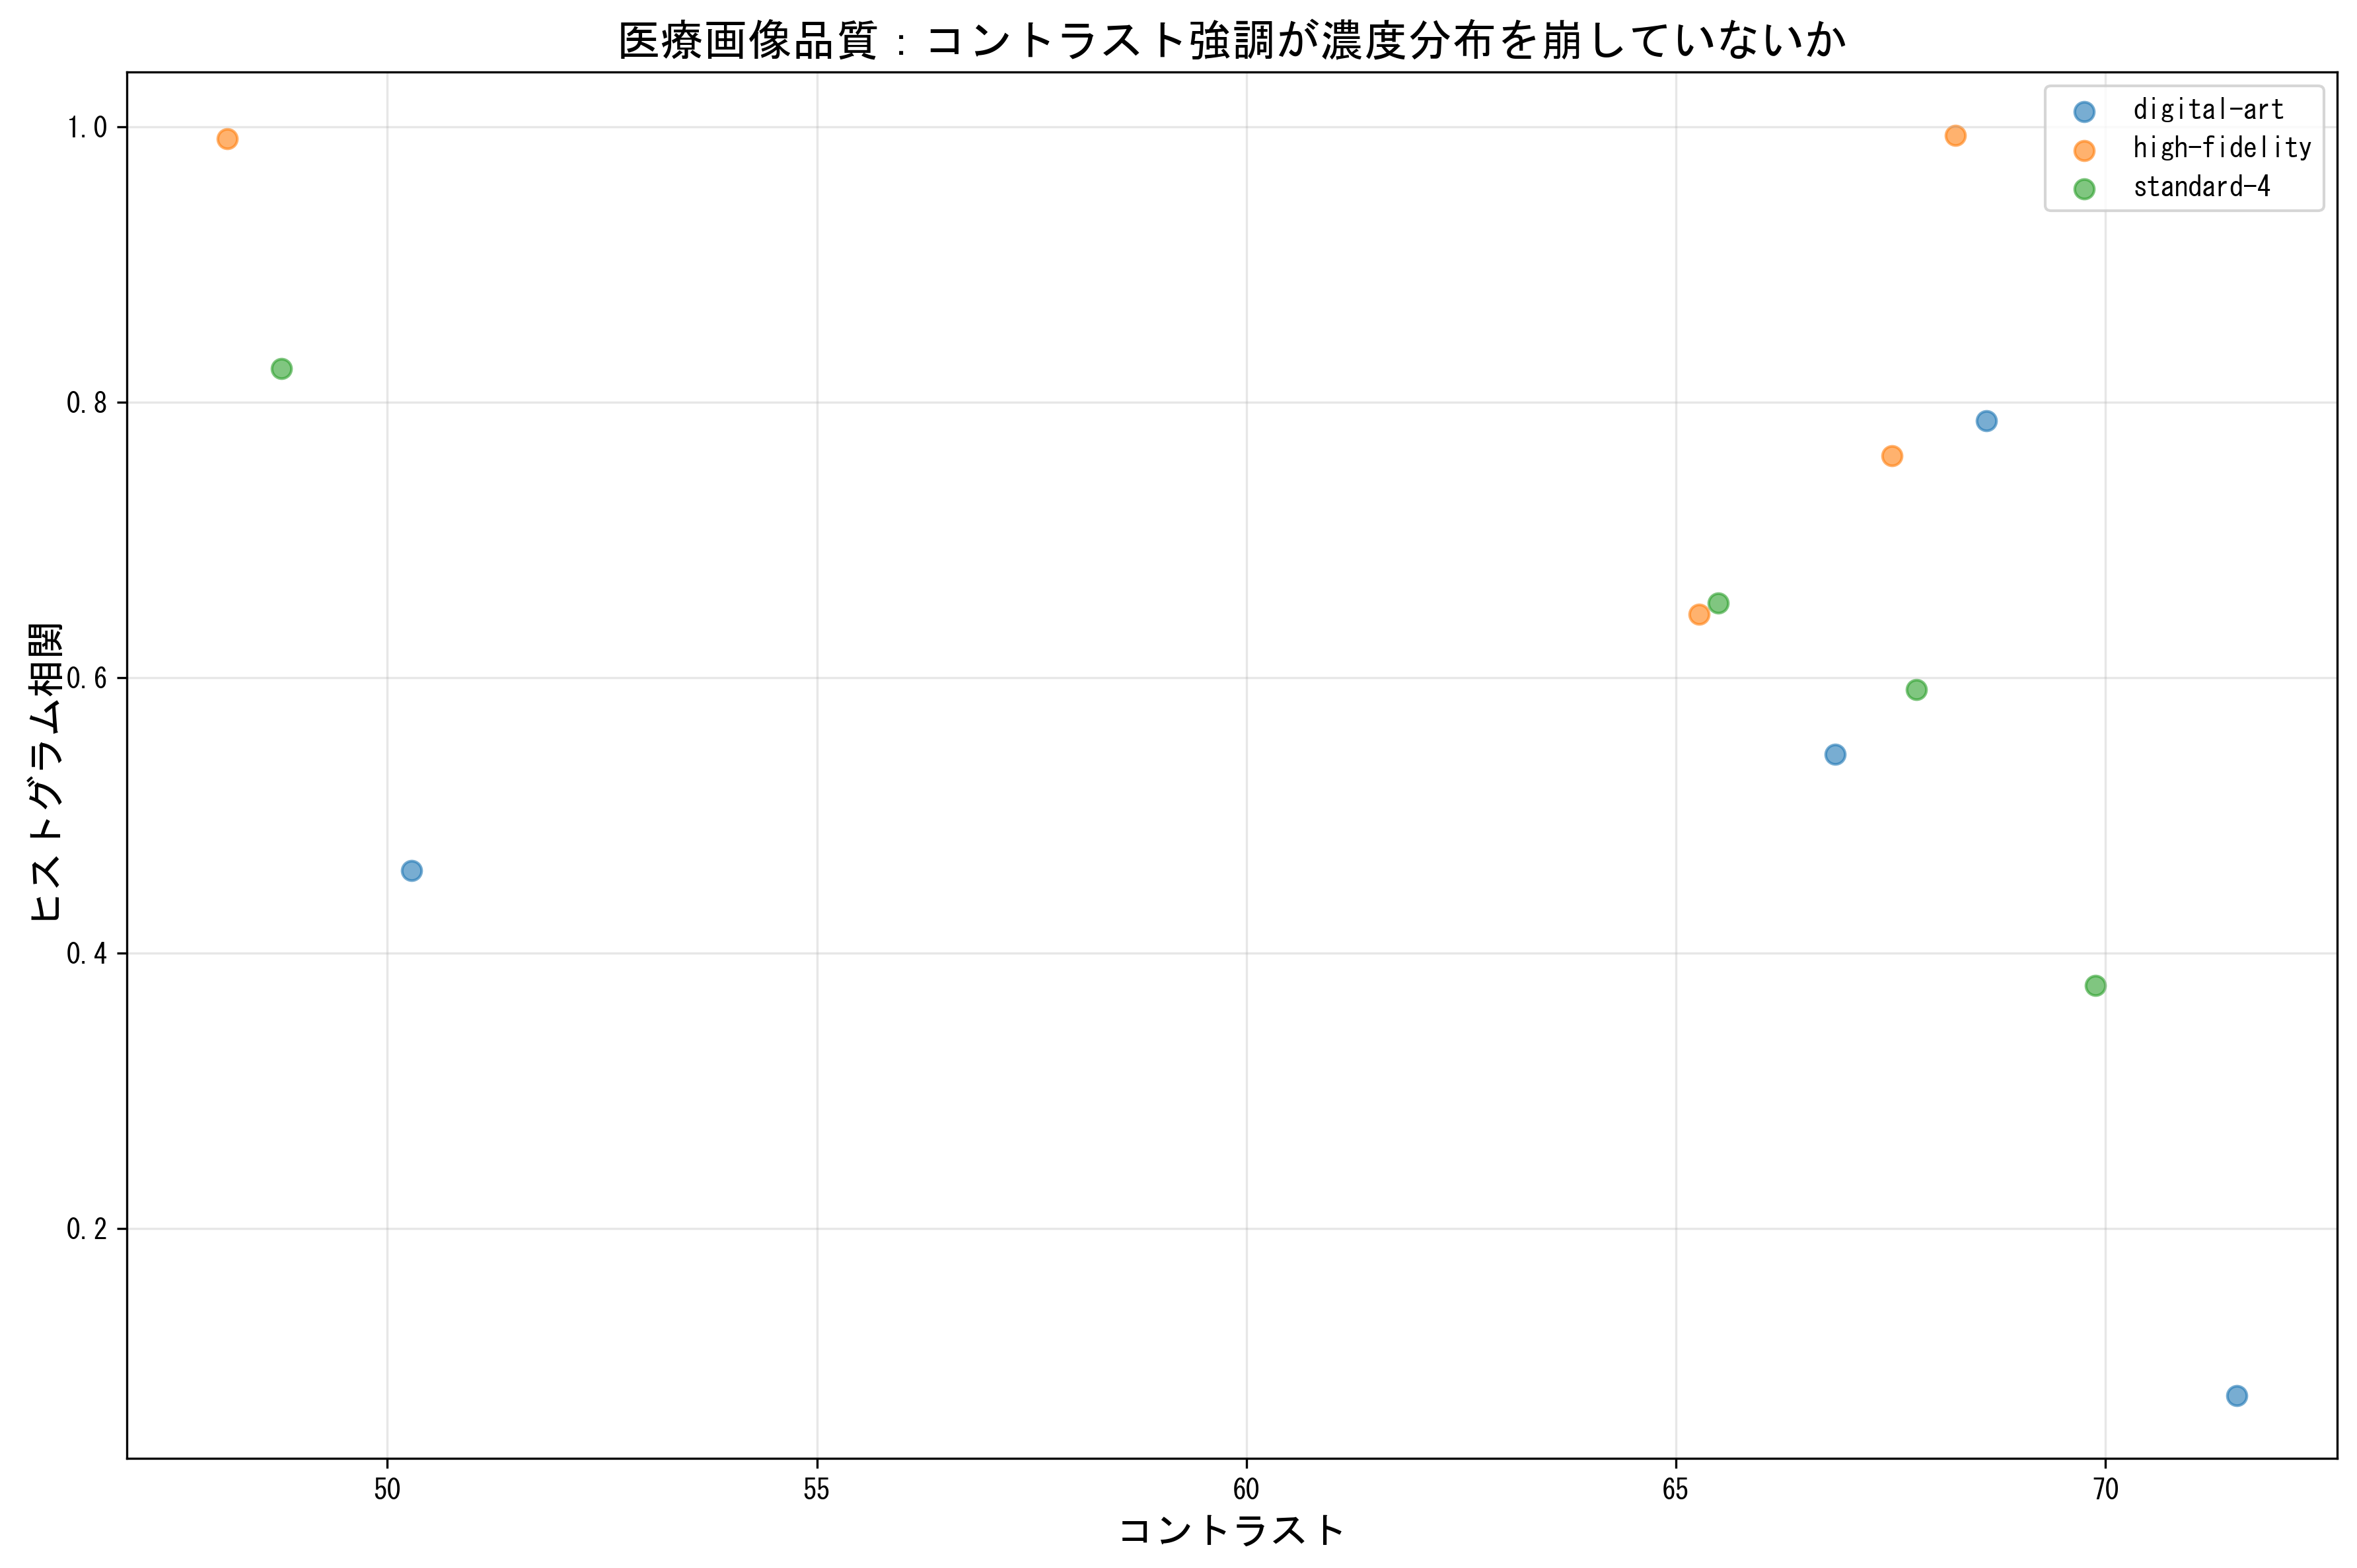 医療画像品質：コントラスト強調が濃度分布を崩していないか
digital-art
high-fidelity
standard-4
ヒストグラム相関
1.0
0.8
0.6
0.4
0.2
50
55
60
65
70
コントラスト